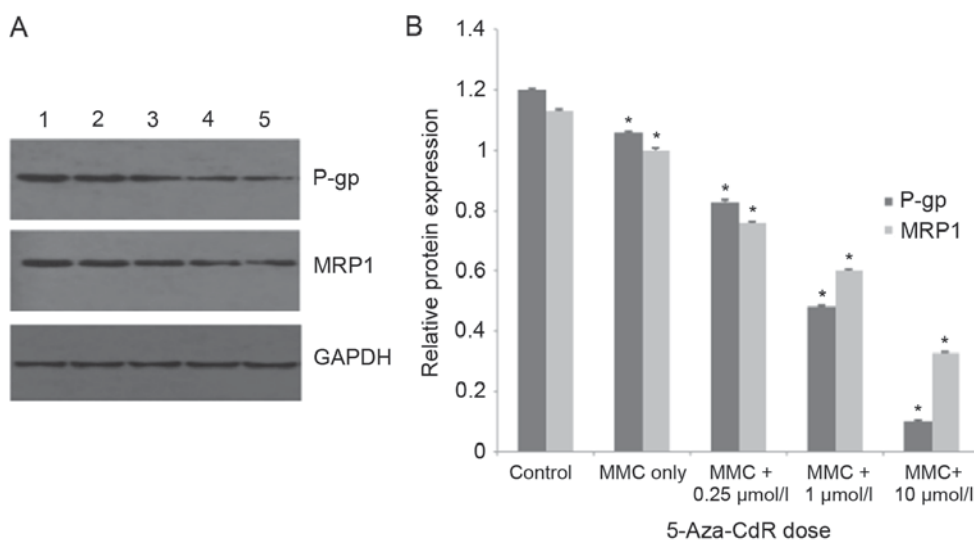 A
1 2 3 4 5
P-gp
MRP1
GAPDH
B
1.4
1.2
1
0.8
0.6
0.4
0.2
0
Relative protein expression
* *
* *
* *
* *
P-gp
MRP1
Control
MMC only
MMC +
0.25 µmol/l
MMC +
1 µmol/l
MMC+
10 µmol/l
5-Aza-CdR dose